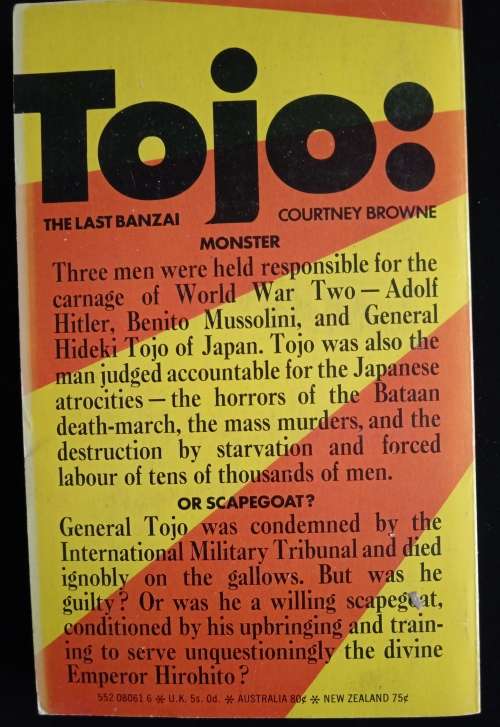 Tojo:
THE LAST BANZAI COURTNEY BROWNE
MONSTER
Three men were held responsible for the
carnage of World War Two — Adolf
Hitler, Benito Mussolini, and General
Hideki Tojo of Japan. Tojo was also the
man judged accountable for the Japanese
atrocities — the horrors of the Bataan
death-march, the mass murders, and the
destruction by starvation and forced
labour of tens of thousands of men.
OR SCAPEGOAT?
General Tojo was condemned by the
International Military Tribunal and died
ignobly on the gallows. But was he
guilty? Or was he a willing scapegoat,
conditioned by his upbringing and train-
ing to serve unquestioningly the divine
Emperor Hirohito?
552 08061 6 * U.K. 5s. 0d. * AUSTRALIA 80¢ * NEW ZEALAND 75¢